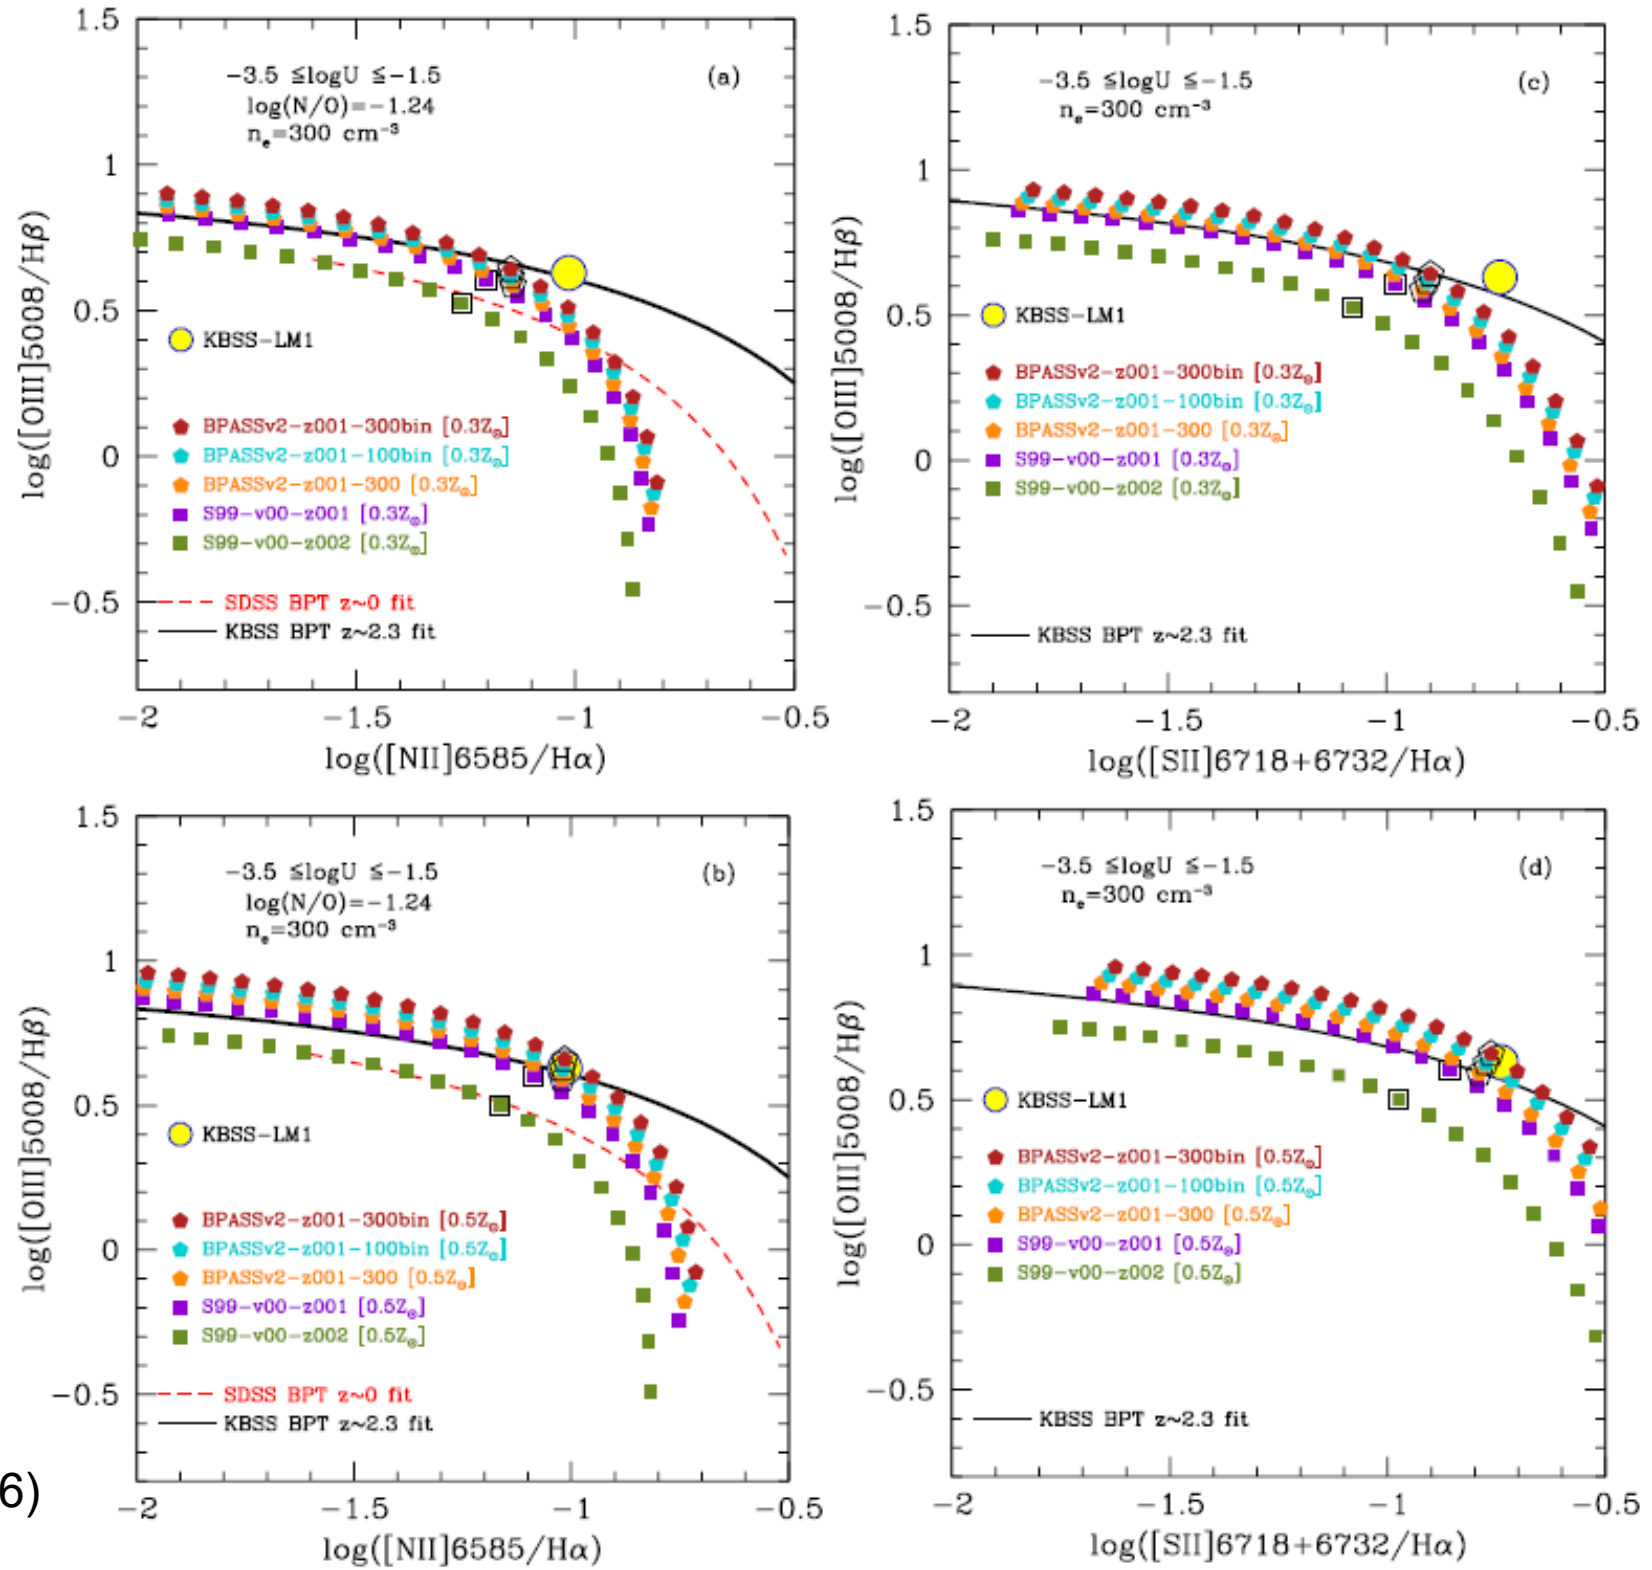 1.5
−3.5 ≦logU ≦−1.5
(a)
log(N/O)=−1.24
nₑ=300 cm⁻³
1
0.5
KBSS−LM1
BPASSv2−z001−300bin [0.3Z⊙]
BPASSv2−z001−100bin [0.3Z⊙]
BPASSv2−z001−300 [0.3Z⊙]
S99−v00−z001 [0.3Z⊙]
S99−v00−z002 [0.3Z⊙]
0
−0.5
SDSS BPT z~0 fit
KBSS BPT z~2.3 fit
log([OIII]5008/Hβ)
−2
−1.5
−1
−0.5
log([NII]6585/Hα)
1.5
−3.5 ≦logU ≦−1.5
(c)
nₑ=300 cm⁻³
1
0.5
KBSS−LM1
BPASSv2−z001−300bin [0.3Z⊙]
BPASSv2−z001−100bin [0.3Z⊙]
BPASSv2−z001−300 [0.3Z⊙]
S99−v00−z001 [0.3Z⊙]
S99−v00−z002 [0.3Z⊙]
0
−0.5
KBSS BPT z~2.3 fit
log([OIII]5008/Hβ)
−2
−1.5
−1
−0.5
log([SII]6718+6732/Hα)
1.5
−3.5 ≦logU ≦−1.5
(b)
log(N/O)=−1.24
nₑ=300 cm⁻³
1
0.5
KBSS−LM1
BPASSv2−z001−300bin [0.5Z⊙]
BPASSv2−z001−100bin [0.5Z⊙]
BPASSv2−z001−300 [0.5Z⊙]
S99−v00−z001 [0.5Z⊙]
S99−v00−z002 [0.5Z⊙]
0
−0.5
SDSS BPT z~0 fit
KBSS BPT z~2.3 fit
log([OIII]5008/Hβ)
6)
−2
−1.5
−1
−0.5
log([NII]6585/Hα)
1.5
−3.5 ≦logU ≦−1.5
(d)
nₑ=300 cm⁻³
1
0.5
KBSS−LM1
BPASSv2−z001−300bin [0.5Z⊙]
BPASSv2−z001−100bin [0.5Z⊙]
BPASSv2−z001−300 [0.5Z⊙]
S99−v00−z001 [0.5Z⊙]
S99−v00−z002 [0.5Z⊙]
0
−0.5
KBSS BPT z~2.3 fit
log([OIII]5008/Hβ)
−2
−1.5
−1
−0.5
log([SII]6718+6732/Hα)